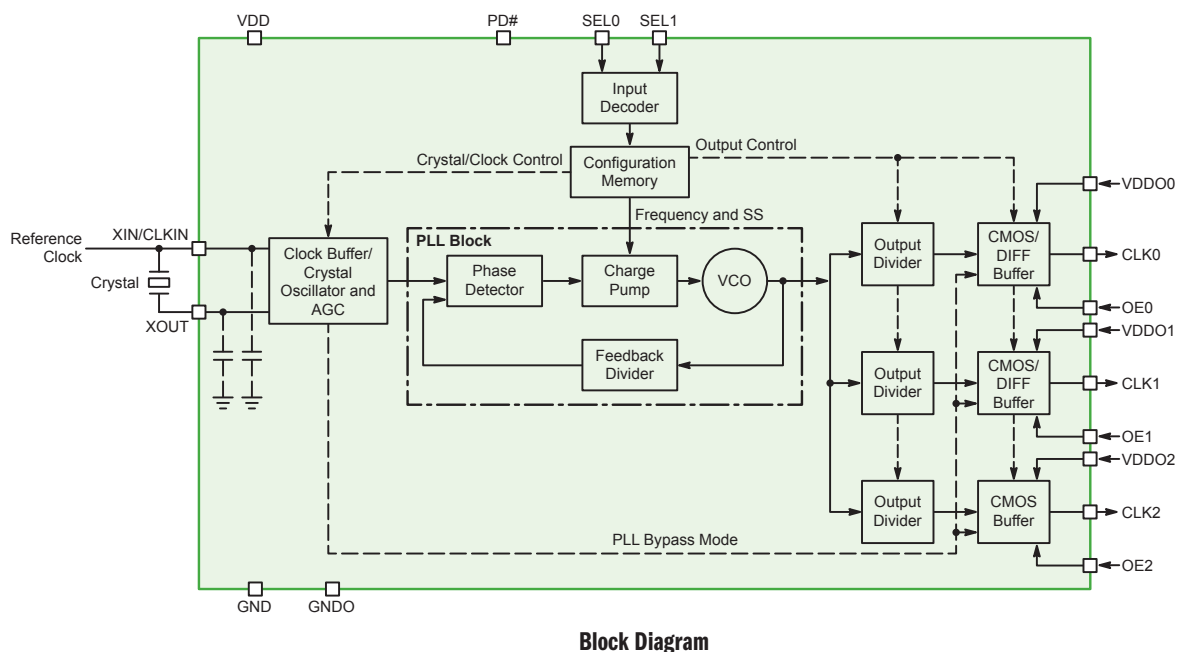 VDD
PD#
SEL0
SEL1
Input
Decoder
Output Control
Crystal/Clock Control
Configuration
Memory
VDDO0
Frequency and SS
Reference
Clock
XIN/CLKIN
PLL Block
Clock Buffer/
Crystal
Oscillator and
AGC
Phase
Detector
Charge
Pump
VCO
Output
Divider
CMOS/
DIFF
Buffer
CLK0
Crystal
XOUT
OE0
VDDO1
Feedback
Divider
Output
Divider
CMOS/
DIFF
Buffer
CLK1
OE1
VDDO2
Output
Divider
CMOS
Buffer
CLK2
PLL Bypass Mode
OE2
GND
GNDO
Block Diagram